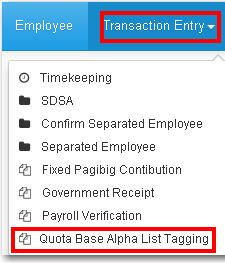 Employee Transaction Entry
Timekeeping
SDSA
Confirm Separated Employee
Separated Employee
Fixed Pagibig Contibution
Government Receipt
Payroll Verification
Quota Base Alpha List Tagging